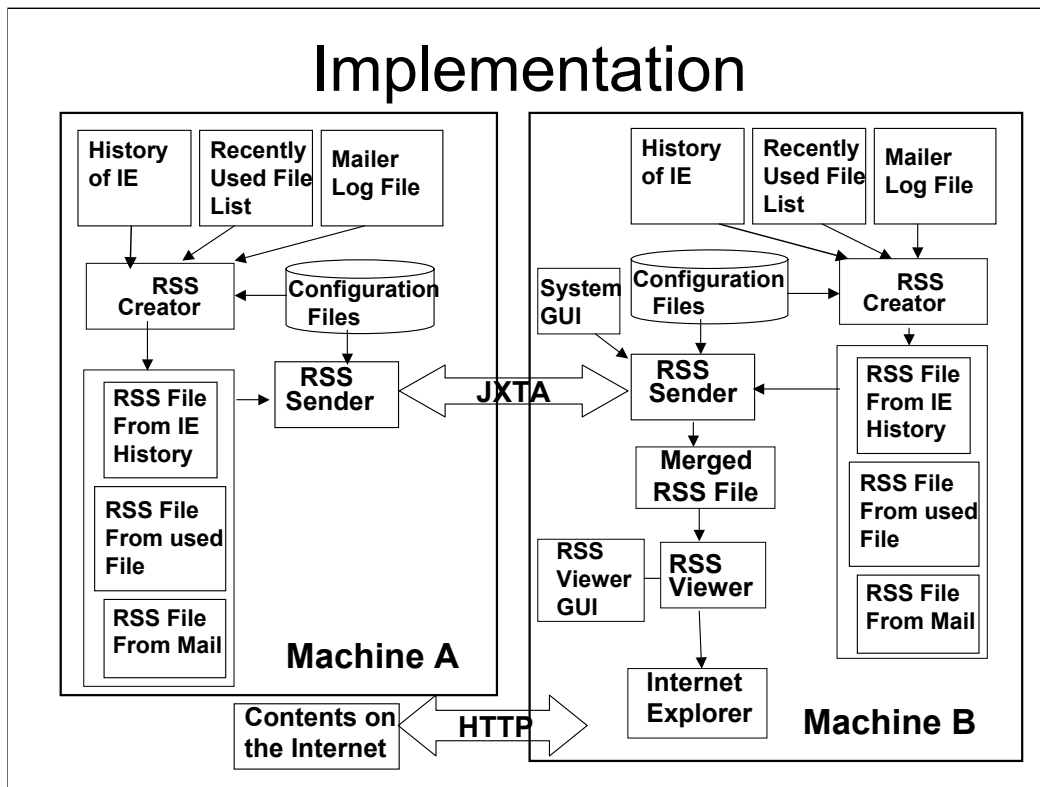 Implementation
History
of IE
Recently
Used File
List
Mailer
Log File
RSS
Creator
Configuration
Files
RSS
Sender
RSS File
From IE
History
RSS File
From used
File
RSS File
From Mail
Machine A
JXTA
History
of IE
Recently
Used File
List
Mailer
Log File
System
GUI
Configuration
Files
RSS
Creator
RSS
Sender
RSS File
From IE
History
Merged
RSS File
RSS File
From used
File
RSS
Viewer
GUI
RSS
Viewer
RSS File
From Mail
Internet
Explorer
Machine B
Contents on
the Internet
HTTP